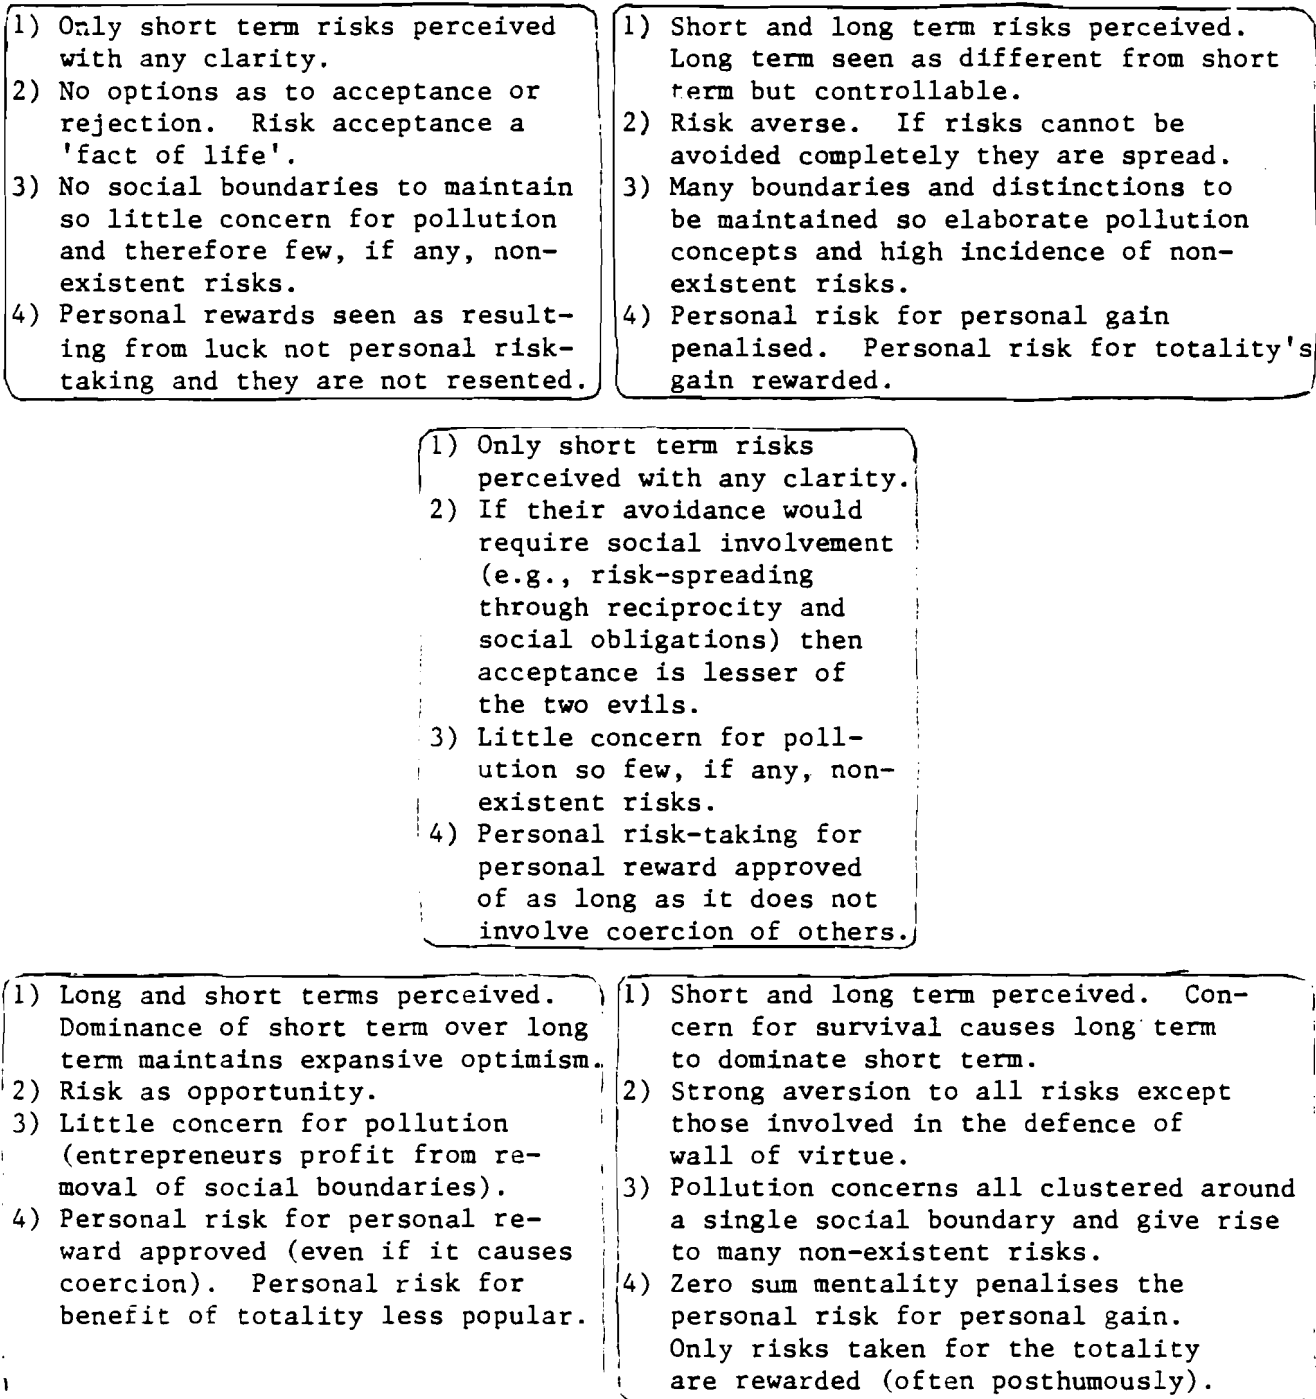 1) Only short term risks perceived
with any clarity.
2) No options as to acceptance or
rejection. Risk acceptance a
'fact of life'.
3) No social boundaries to maintain
so little concern for pollution
and therefore few, if any, non-
existent risks.
4) Personal rewards seen as result-
ing from luck not personal risk-
taking and they are not resented.
1) Short and long term risks perceived.
Long term seen as different from short
term but controllable.
2) Risk averse. If risks cannot be
avoided completely they are spread.
3) Many boundaries and distinctions to
be maintained so elaborate pollution
concepts and high incidence of non-
existent risks.
4) Personal risk for personal gain
penalised. Personal risk for totality's
gain rewarded.
1) Only short term risks
perceived with any clarity.
2) If their avoidance would
require social involvement
(e.g., risk-spreading
through reciprocity and
social obligations) then
acceptance is lesser of
the two evils.
3) Little concern for poll-
ution so few, if any, non-
existent risks.
4) Personal risk-taking for
personal reward approved
of as long as it does not
involve coercion of others.
1) Long and short terms perceived.
Dominance of short term over long
term maintains expansive optimism.
2) Risk as opportunity.
3) Little concern for pollution
(entrepreneurs profit from re-
moval of social boundaries).
4) Personal risk for personal re-
ward approved (even if it causes
coercion). Personal risk for
benefit of totality less popular.
1) Short and long term perceived. Con-
cern for survival causes long term
to dominate short term.
2) Strong aversion to all risks except
those involved in the defence of
wall of virtue.
3) Pollution concerns all clustered around
a single social boundary and give rise
to many non-existent risks.
4) Zero sum mentality penalises the
personal risk for personal gain.
Only risks taken for the totality
are rewarded (often posthumously).